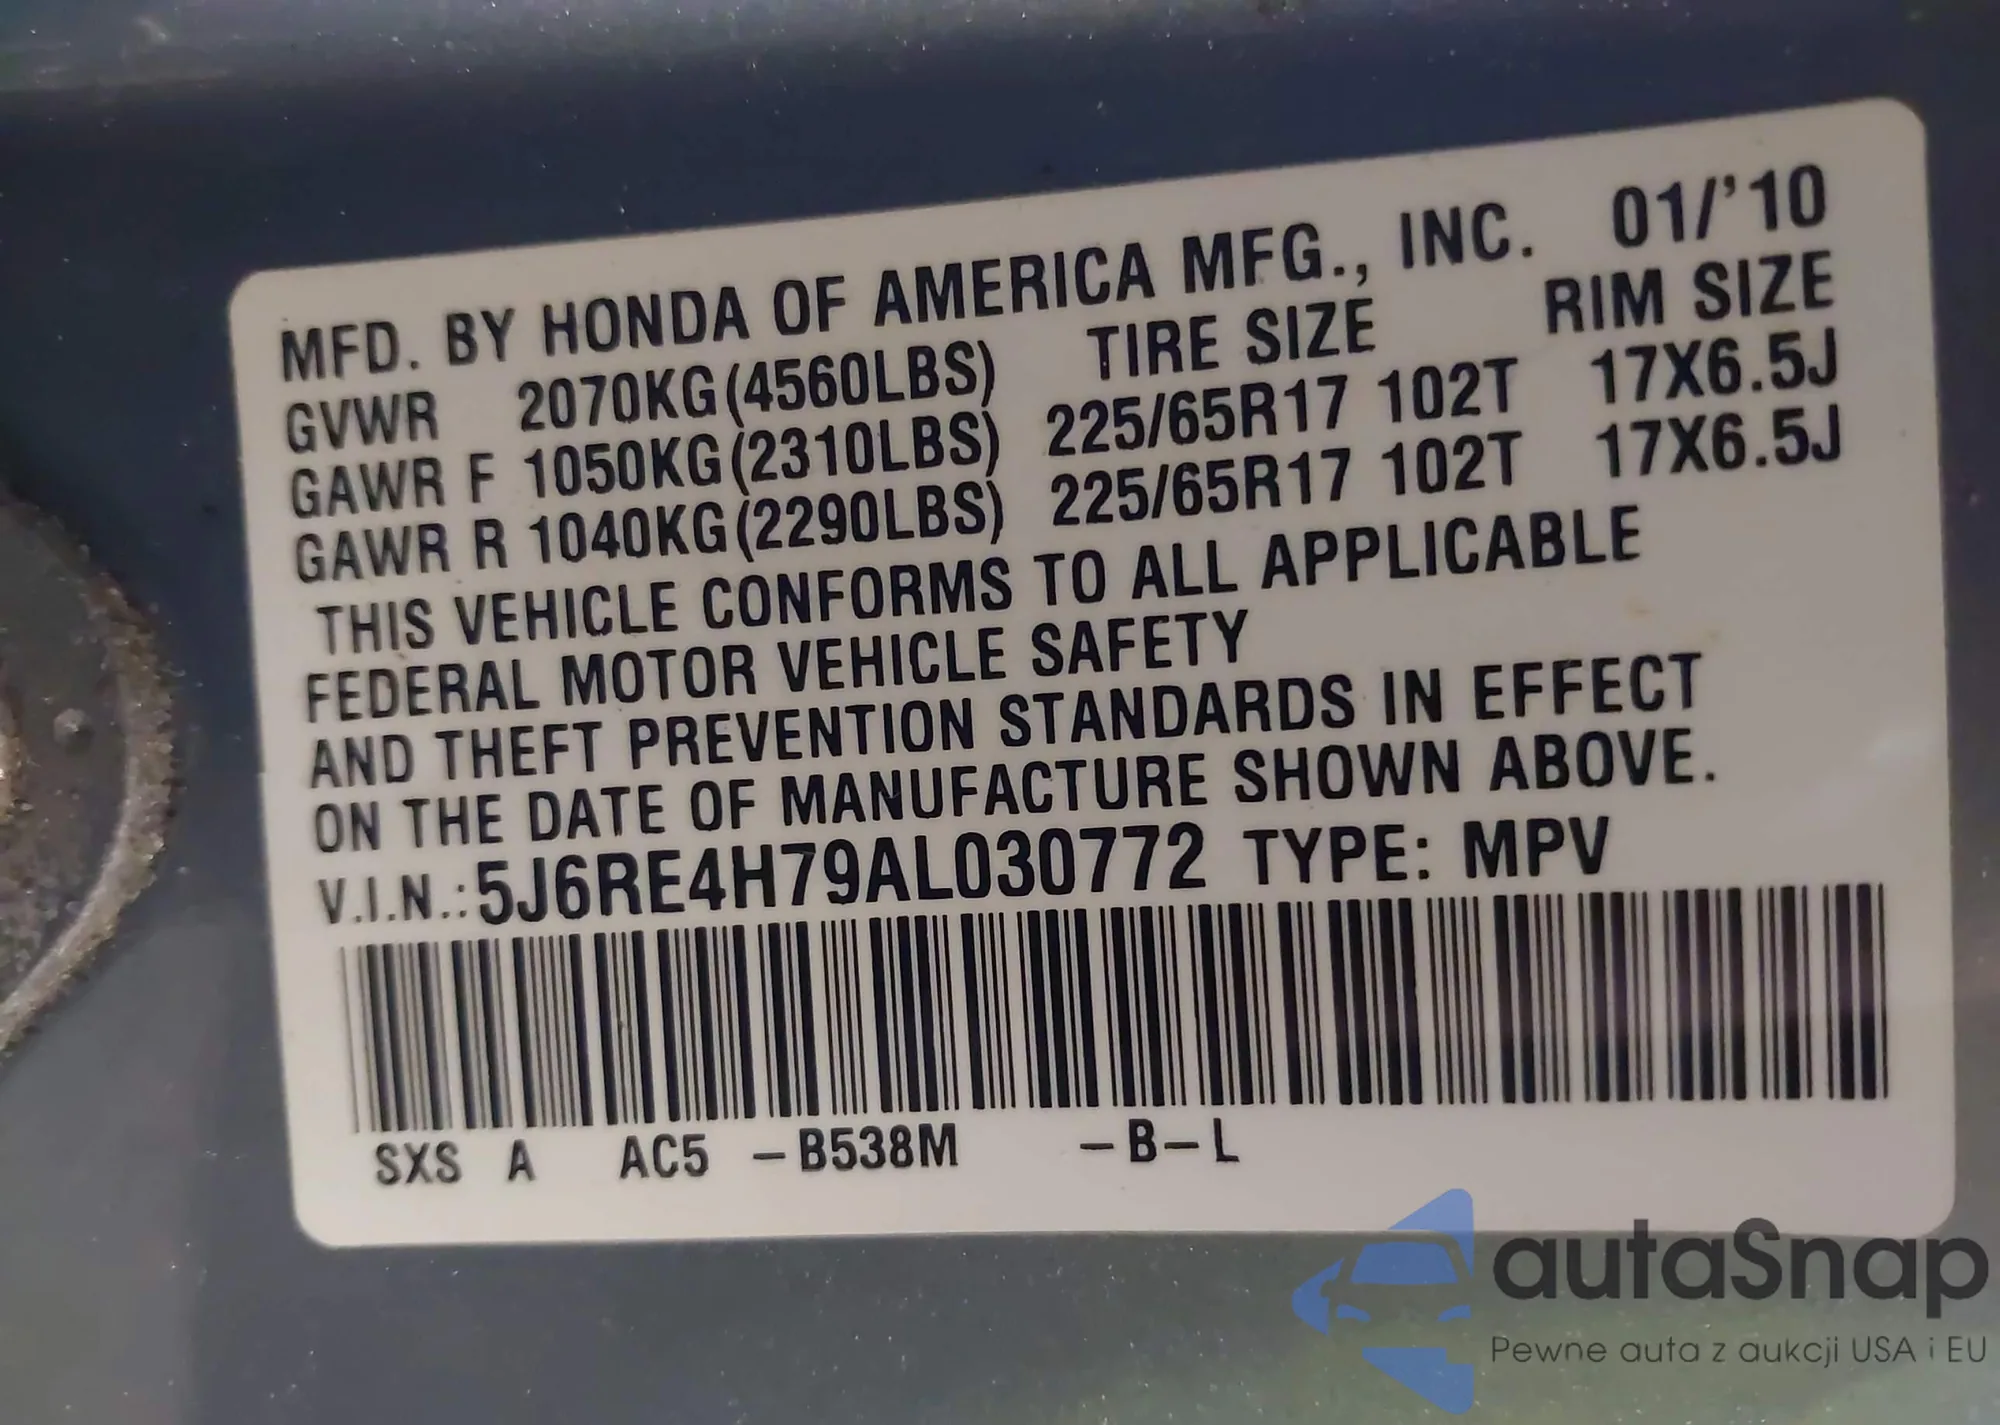 MFD. BY HONDA OF AMERICA MFG., INC. 01/'10
GVWR 2070KG(4560LBS) TIRE SIZE RIM SIZE
GAWR F 1050KG(2310LBS) 225/65R17 102T 17X6.5J
GAWR R 1040KG(2290LBS) 225/65R17 102T 17X6.5J
THIS VEHICLE CONFORMS TO ALL APPLICABLE
FEDERAL MOTOR VEHICLE SAFETY
AND THEFT PREVENTION STANDARDS IN EFFECT
ON THE DATE OF MANUFACTURE SHOWN ABOVE.
V.I.N.:5J6RE4H79AL030772 TYPE: MPV
SXS A AC5 –B538M –B–L
autaSnap
Pewne auta z aukcji USA i EU